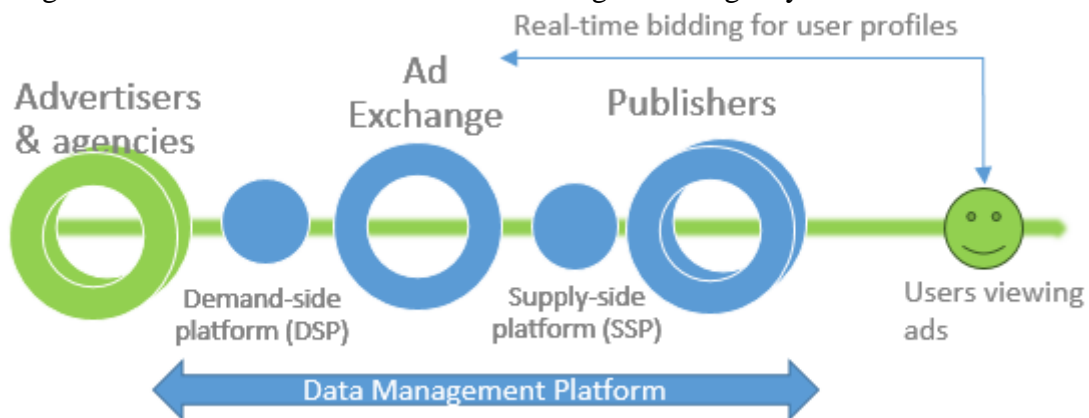 Real-time bidding for user profiles
Ad
Exchange
Advertisers
& agencies
Publishers
Demand-side
platform (DSP)
Supply-side
platform (SSP)
Users viewing
ads
Data Management Platform